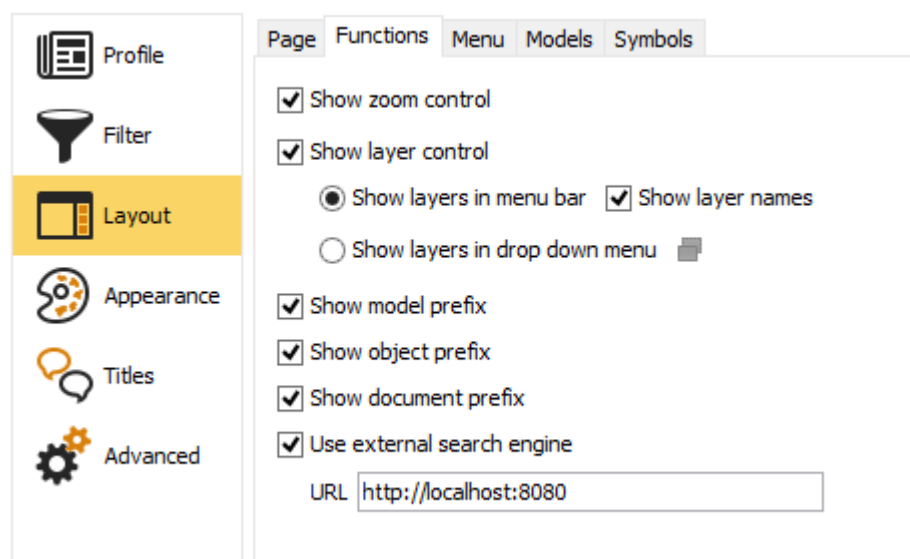 Profile
Filter
Layout
Appearance
Titles
Advanced
Page Functions Menu Models Symbols
Show zoom control
Show layer control
Show layers in menu bar Show layer names
Show layers in drop down menu
Show model prefix
Show object prefix
Show document prefix
Use external search engine
URL http://localhost:8080